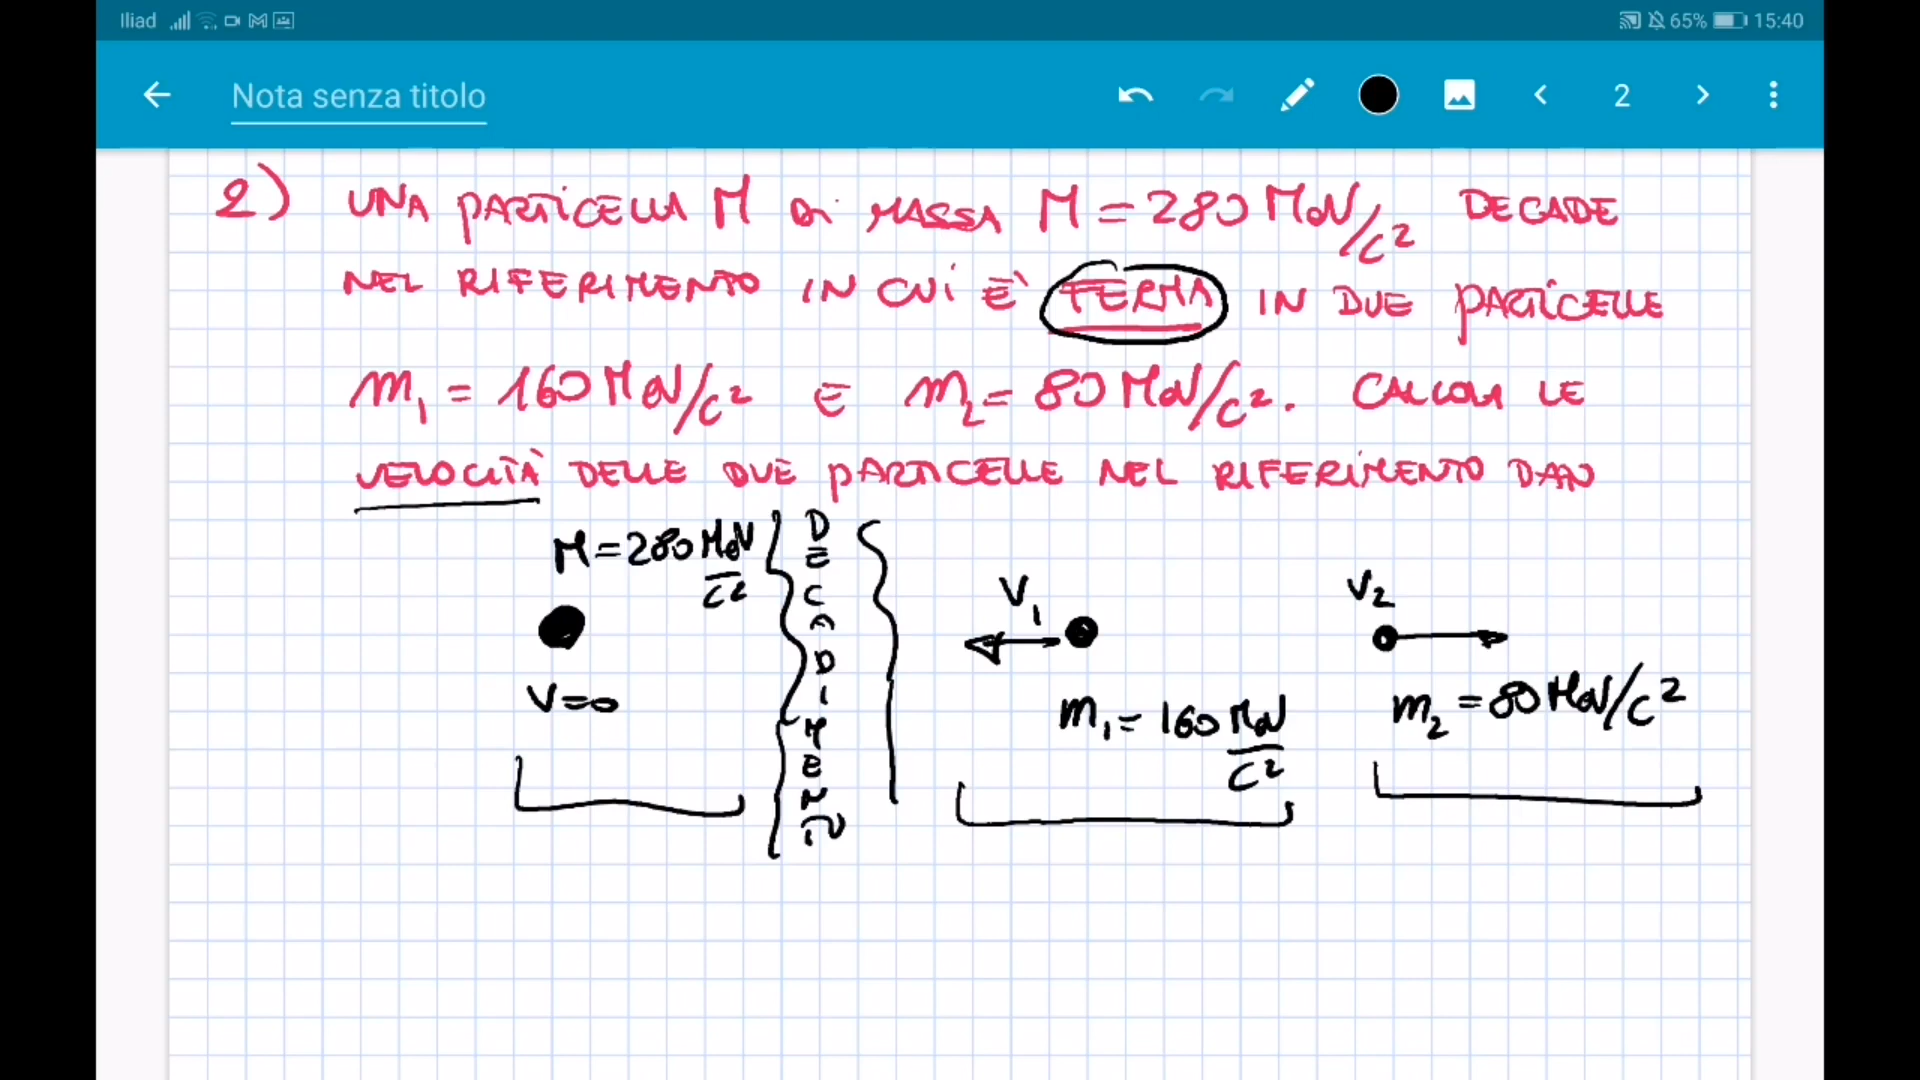 Iliad 65% 15:40
Nota senza titolo 2
2) UNA PARTICELLA M DI MASSA M = 280 MeV/c² DECADE
NEL RIFERIMENTO IN CUI È FERMA IN DUE PARTICELLE
m₁ = 160 MeV/c² E m₂ = 80 MeV/c². CALCOLA LE
VELOCITÀ DELLE DUE PARTICELLE NEL RIFERIMENTO DATO
M = 280 MeV/c²
V = 0
DECADIMENTO
V₁
m₁ = 160 MeV/c²
V₂
m₂ = 80 MeV/c²